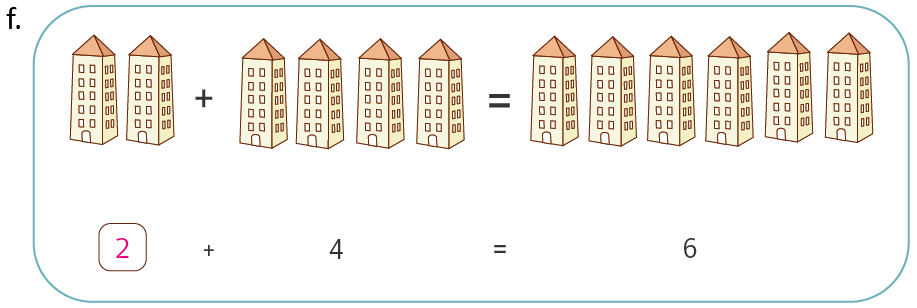 f.
+ =
2 + 4 = 6